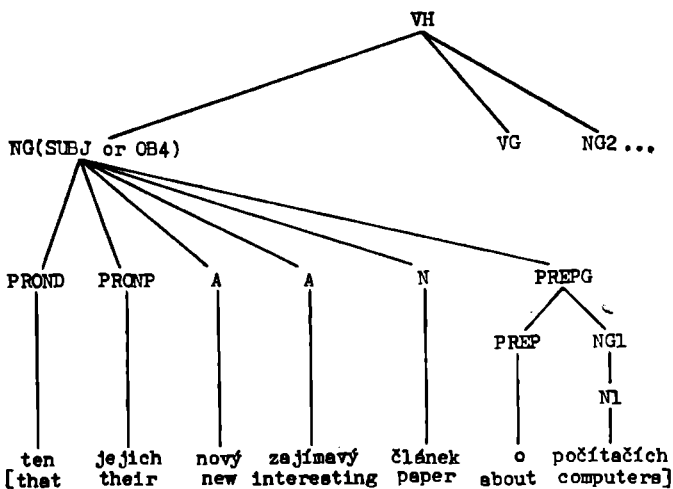 VH
NG(SUBJ or OB4) VG NG2 ...
PROND PRONP A A N PREPG
PREP NG1
N1
ten jejich nový zajímavý článek o počítačích
[that their new interesting paper about computers]